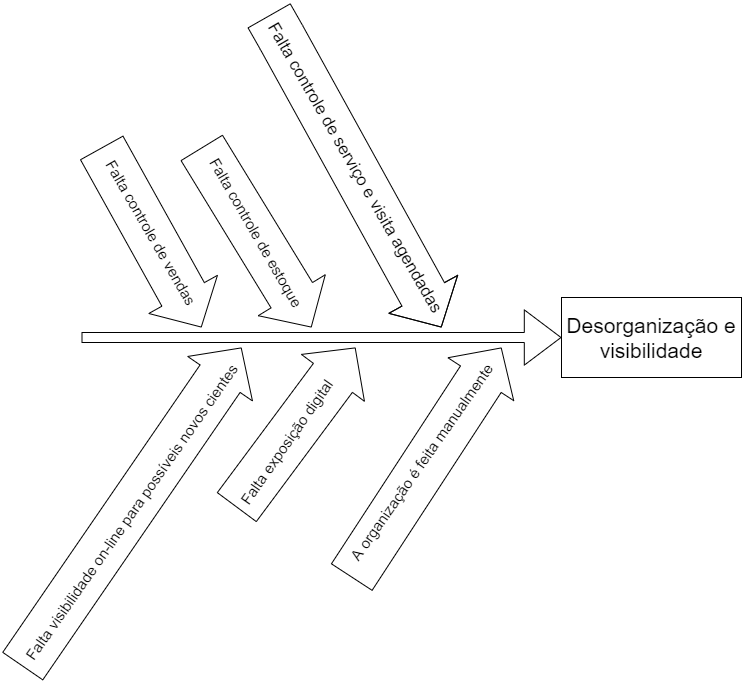 Falta controle de serviço e visita agendadas
Falta controle de vendas
Falta controle de estoque
Desorganização e
visibilidade
Falta visibilidade on-line para possíveis novos cientes
Falta exposição digital
A organização é feita manualmente